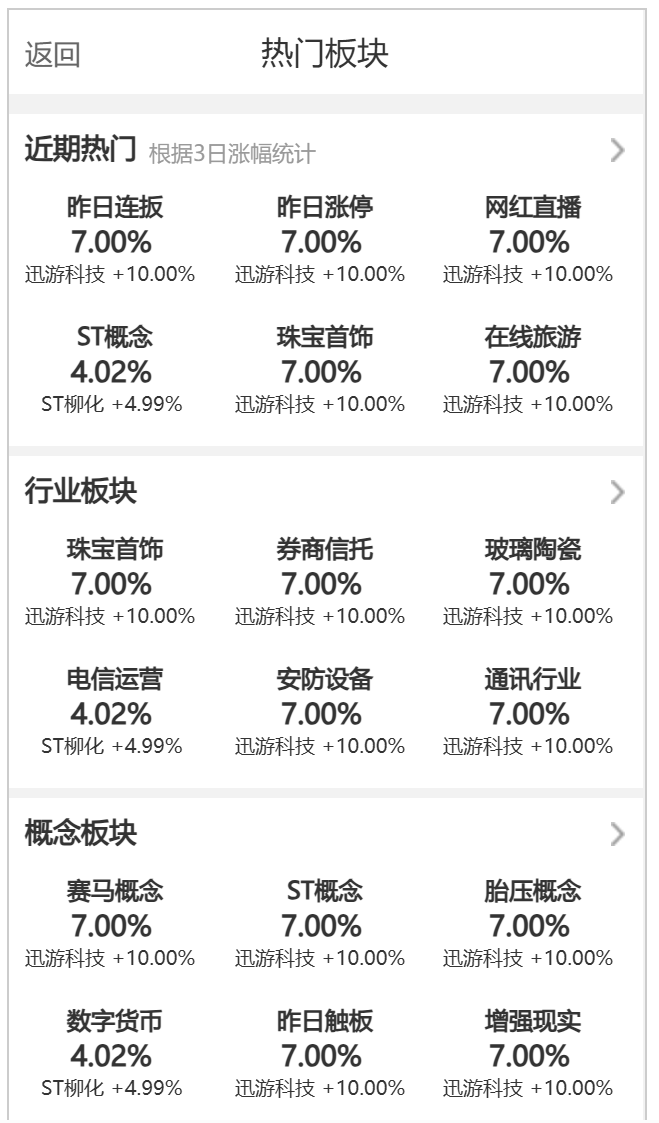 返回 热门板块
近期热门 根据3日涨幅统计
昨日连扳 昨日涨停 网红直播
7.00% 7.00% 7.00%
迅游科技 +10.00% 迅游科技 +10.00% 迅游科技 +10.00%
ST概念 珠宝首饰 在线旅游
4.02% 7.00% 7.00%
ST柳化 +4.99% 迅游科技 +10.00% 迅游科技 +10.00%
行业板块
珠宝首饰 券商信托 玻璃陶瓷
7.00% 7.00% 7.00%
迅游科技 +10.00% 迅游科技 +10.00% 迅游科技 +10.00%
电信运营 安防设备 通讯行业
4.02% 7.00% 7.00%
ST柳化 +4.99% 迅游科技 +10.00% 迅游科技 +10.00%
概念板块
赛马概念 ST概念 胎压概念
7.00% 7.00% 7.00%
迅游科技 +10.00% 迅游科技 +10.00% 迅游科技 +10.00%
数字货币 昨日触板 增强现实
4.02% 7.00% 7.00%
ST柳化 +4.99% 迅游科技 +10.00% 迅游科技 +10.00%